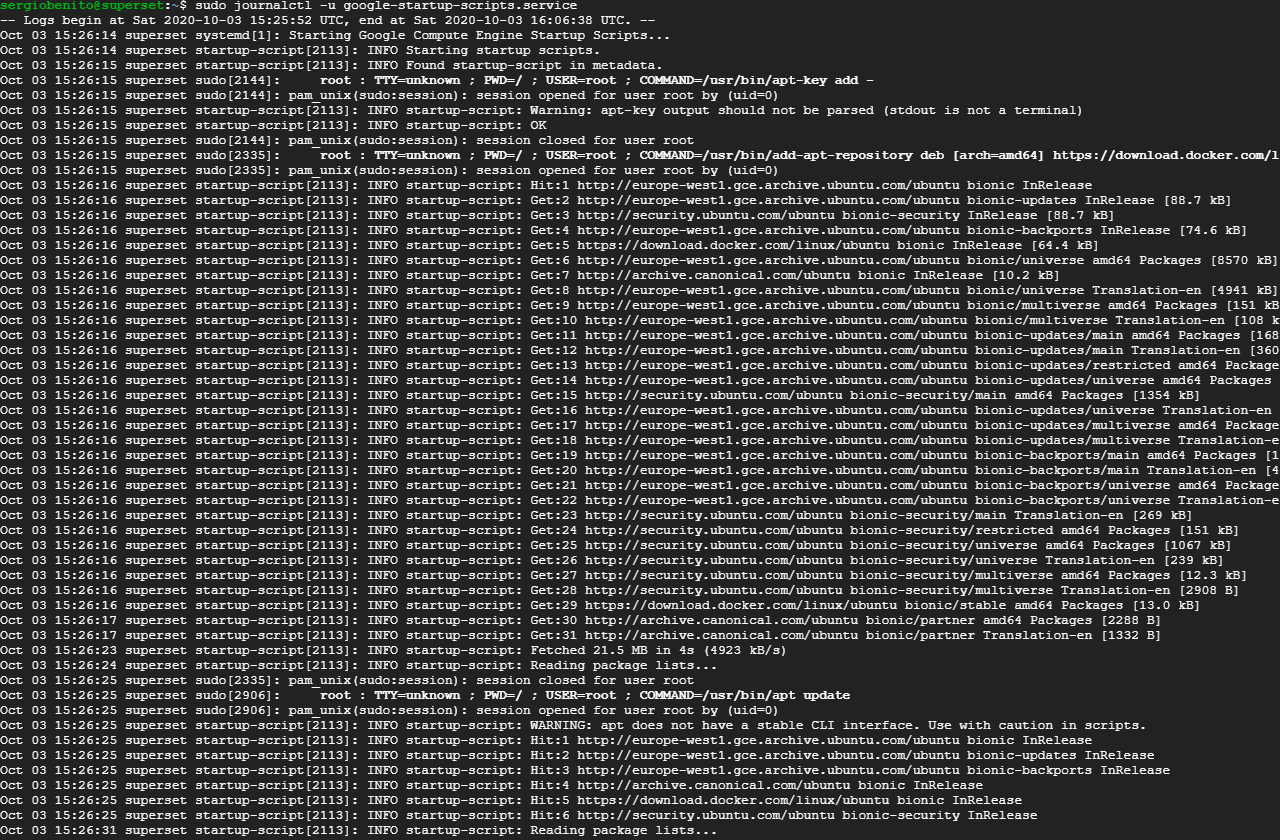 sergiobenito@superset:~$ sudo journalctl -u google-startup-scripts.service
-- Logs begin at Sat 2020-10-03 15:25:52 UTC, end at Sat 2020-10-03 16:06:38 UTC. --
Oct 03 15:26:14 superset systemd[1]: Starting Google Compute Engine Startup Scripts...
Oct 03 15:26:14 superset startup-script[2113]: INFO Starting startup scripts.
Oct 03 15:26:15 superset startup-script[2113]: INFO Found startup-script in metadata.
Oct 03 15:26:15 superset sudo[2144]:     root : TTY=unknown ; PWD=/ ; USER=root ; COMMAND=/usr/bin/apt-key add -
Oct 03 15:26:15 superset sudo[2144]: pam_unix(sudo:session): session opened for user root by (uid=0)
Oct 03 15:26:15 superset startup-script[2113]: INFO startup-script: Warning: apt-key output should not be parsed (stdout is not a terminal)
Oct 03 15:26:15 superset startup-script[2113]: INFO startup-script: OK
Oct 03 15:26:15 superset sudo[2144]: pam_unix(sudo:session): session closed for user root
Oct 03 15:26:15 superset sudo[2335]:     root : TTY=unknown ; PWD=/ ; USER=root ; COMMAND=/usr/bin/add-apt-repository deb [arch=amd64] https://download.docker.com/l
Oct 03 15:26:15 superset sudo[2335]: pam_unix(sudo:session): session opened for user root by (uid=0)
Oct 03 15:26:16 superset startup-script[2113]: INFO startup-script: Hit:1 http://europe-west1.gce.archive.ubuntu.com/ubuntu bionic InRelease
Oct 03 15:26:16 superset startup-script[2113]: INFO startup-script: Get:2 http://europe-west1.gce.archive.ubuntu.com/ubuntu bionic-updates InRelease [88.7 kB]
Oct 03 15:26:16 superset startup-script[2113]: INFO startup-script: Get:3 http://security.ubuntu.com/ubuntu bionic-security InRelease [88.7 kB]
Oct 03 15:26:16 superset startup-script[2113]: INFO startup-script: Get:4 http://europe-west1.gce.archive.ubuntu.com/ubuntu bionic-backports InRelease [74.6 kB]
Oct 03 15:26:16 superset startup-script[2113]: INFO startup-script: Get:5 https://download.docker.com/linux/ubuntu bionic InRelease [64.4 kB]
Oct 03 15:26:16 superset startup-script[2113]: INFO startup-script: Get:6 http://europe-west1.gce.archive.ubuntu.com/ubuntu bionic/universe amd64 Packages [8570 kB]
Oct 03 15:26:16 superset startup-script[2113]: INFO startup-script: Get:7 http://archive.canonical.com/ubuntu bionic InRelease [10.2 kB]
Oct 03 15:26:16 superset startup-script[2113]: INFO startup-script: Get:8 http://europe-west1.gce.archive.ubuntu.com/ubuntu bionic/universe Translation-en [4941 kB]
Oct 03 15:26:16 superset startup-script[2113]: INFO startup-script: Get:9 http://europe-west1.gce.archive.ubuntu.com/ubuntu bionic/multiverse amd64 Packages [151 kB
Oct 03 15:26:16 superset startup-script[2113]: INFO startup-script: Get:10 http://europe-west1.gce.archive.ubuntu.com/ubuntu bionic/multiverse Translation-en [108 k
Oct 03 15:26:16 superset startup-script[2113]: INFO startup-script: Get:11 http://europe-west1.gce.archive.ubuntu.com/ubuntu bionic-updates/main amd64 Packages [168
Oct 03 15:26:16 superset startup-script[2113]: INFO startup-script: Get:12 http://europe-west1.gce.archive.ubuntu.com/ubuntu bionic-updates/main Translation-en [360
Oct 03 15:26:16 superset startup-script[2113]: INFO startup-script: Get:13 http://europe-west1.gce.archive.ubuntu.com/ubuntu bionic-updates/restricted amd64 Package
Oct 03 15:26:16 superset startup-script[2113]: INFO startup-script: Get:14 http://europe-west1.gce.archive.ubuntu.com/ubuntu bionic-updates/universe amd64 Packages
Oct 03 15:26:16 superset startup-script[2113]: INFO startup-script: Get:15 http://security.ubuntu.com/ubuntu bionic-security/main amd64 Packages [1354 kB]
Oct 03 15:26:16 superset startup-script[2113]: INFO startup-script: Get:16 http://europe-west1.gce.archive.ubuntu.com/ubuntu bionic-updates/universe Translation-en
Oct 03 15:26:16 superset startup-script[2113]: INFO startup-script: Get:17 http://europe-west1.gce.archive.ubuntu.com/ubuntu bionic-updates/multiverse amd64 Package
Oct 03 15:26:16 superset startup-script[2113]: INFO startup-script: Get:18 http://europe-west1.gce.archive.ubuntu.com/ubuntu bionic-updates/multiverse Translation-e
Oct 03 15:26:16 superset startup-script[2113]: INFO startup-script: Get:19 http://europe-west1.gce.archive.ubuntu.com/ubuntu bionic-backports/main amd64 Packages [1
Oct 03 15:26:16 superset startup-script[2113]: INFO startup-script: Get:20 http://europe-west1.gce.archive.ubuntu.com/ubuntu bionic-backports/main Translation-en [4
Oct 03 15:26:16 superset startup-script[2113]: INFO startup-script: Get:21 http://europe-west1.gce.archive.ubuntu.com/ubuntu bionic-backports/universe amd64 Package
Oct 03 15:26:16 superset startup-script[2113]: INFO startup-script: Get:22 http://europe-west1.gce.archive.ubuntu.com/ubuntu bionic-backports/universe Translation-e
Oct 03 15:26:16 superset startup-script[2113]: INFO startup-script: Get:23 http://security.ubuntu.com/ubuntu bionic-security/main Translation-en [269 kB]
Oct 03 15:26:16 superset startup-script[2113]: INFO startup-script: Get:24 http://security.ubuntu.com/ubuntu bionic-security/restricted amd64 Packages [151 kB]
Oct 03 15:26:16 superset startup-script[2113]: INFO startup-script: Get:25 http://security.ubuntu.com/ubuntu bionic-security/universe amd64 Packages [1067 kB]
Oct 03 15:26:16 superset startup-script[2113]: INFO startup-script: Get:26 http://security.ubuntu.com/ubuntu bionic-security/universe Translation-en [239 kB]
Oct 03 15:26:16 superset startup-script[2113]: INFO startup-script: Get:27 http://security.ubuntu.com/ubuntu bionic-security/multiverse amd64 Packages [12.3 kB]
Oct 03 15:26:16 superset startup-script[2113]: INFO startup-script: Get:28 http://security.ubuntu.com/ubuntu bionic-security/multiverse Translation-en [2908 B]
Oct 03 15:26:16 superset startup-script[2113]: INFO startup-script: Get:29 https://download.docker.com/linux/ubuntu bionic/stable amd64 Packages [13.0 kB]
Oct 03 15:26:17 superset startup-script[2113]: INFO startup-script: Get:30 http://archive.canonical.com/ubuntu bionic/partner amd64 Packages [2288 B]
Oct 03 15:26:17 superset startup-script[2113]: INFO startup-script: Get:31 http://archive.canonical.com/ubuntu bionic/partner Translation-en [1332 B]
Oct 03 15:26:23 superset startup-script[2113]: INFO startup-script: Fetched 21.5 MB in 4s (4923 kB/s)
Oct 03 15:26:24 superset startup-script[2113]: INFO startup-script: Reading package lists...
Oct 03 15:26:25 superset sudo[2335]: pam_unix(sudo:session): session closed for user root
Oct 03 15:26:25 superset sudo[2906]:     root : TTY=unknown ; PWD=/ ; USER=root ; COMMAND=/usr/bin/apt update
Oct 03 15:26:25 superset sudo[2906]: pam_unix(sudo:session): session opened for user root by (uid=0)
Oct 03 15:26:25 superset startup-script[2113]: INFO startup-script: WARNING: apt does not have a stable CLI interface. Use with caution in scripts.
Oct 03 15:26:25 superset startup-script[2113]: INFO startup-script: Hit:1 http://europe-west1.gce.archive.ubuntu.com/ubuntu bionic InRelease
Oct 03 15:26:25 superset startup-script[2113]: INFO startup-script: Hit:2 http://europe-west1.gce.archive.ubuntu.com/ubuntu bionic-updates InRelease
Oct 03 15:26:25 superset startup-script[2113]: INFO startup-script: Hit:3 http://europe-west1.gce.archive.ubuntu.com/ubuntu bionic-backports InRelease
Oct 03 15:26:25 superset startup-script[2113]: INFO startup-script: Hit:4 http://archive.canonical.com/ubuntu bionic InRelease
Oct 03 15:26:25 superset startup-script[2113]: INFO startup-script: Hit:5 https://download.docker.com/linux/ubuntu bionic InRelease
Oct 03 15:26:25 superset startup-script[2113]: INFO startup-script: Hit:6 http://security.ubuntu.com/ubuntu bionic-security InRelease
Oct 03 15:26:31 superset startup-script[2113]: INFO startup-script: Reading package lists...